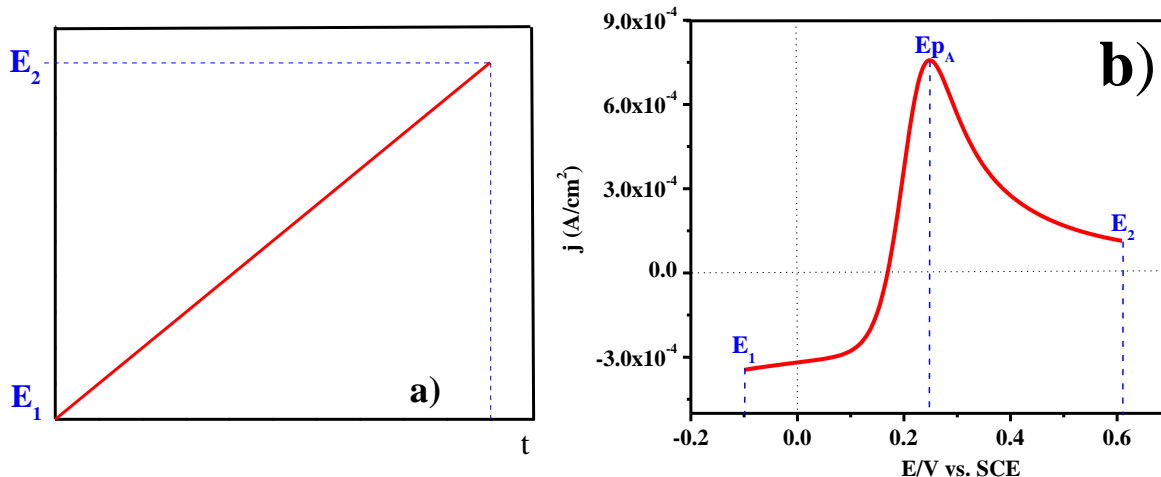 E₂
E₁
a)
t
9.0x10⁻⁴
6.0x10⁻⁴
3.0x10⁻⁴
0.0
-3.0x10⁻⁴
j (A/cm²)
Ep_A
b)
E₁
E₂
-0.2 0.0 0.2 0.4 0.6
E/V vs. SCE